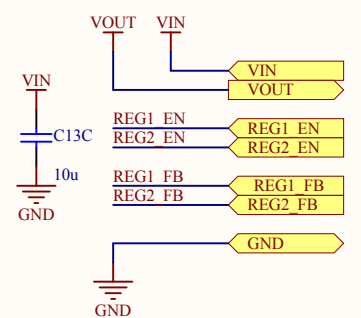 VOUT VIN
VIN
VIN
VOUT
C13C
10u
GND
REG1_EN REG1_EN
REG2_EN REG2_EN
REG1_FB REG1_FB
REG2_FB REG2_FB
GND
GND